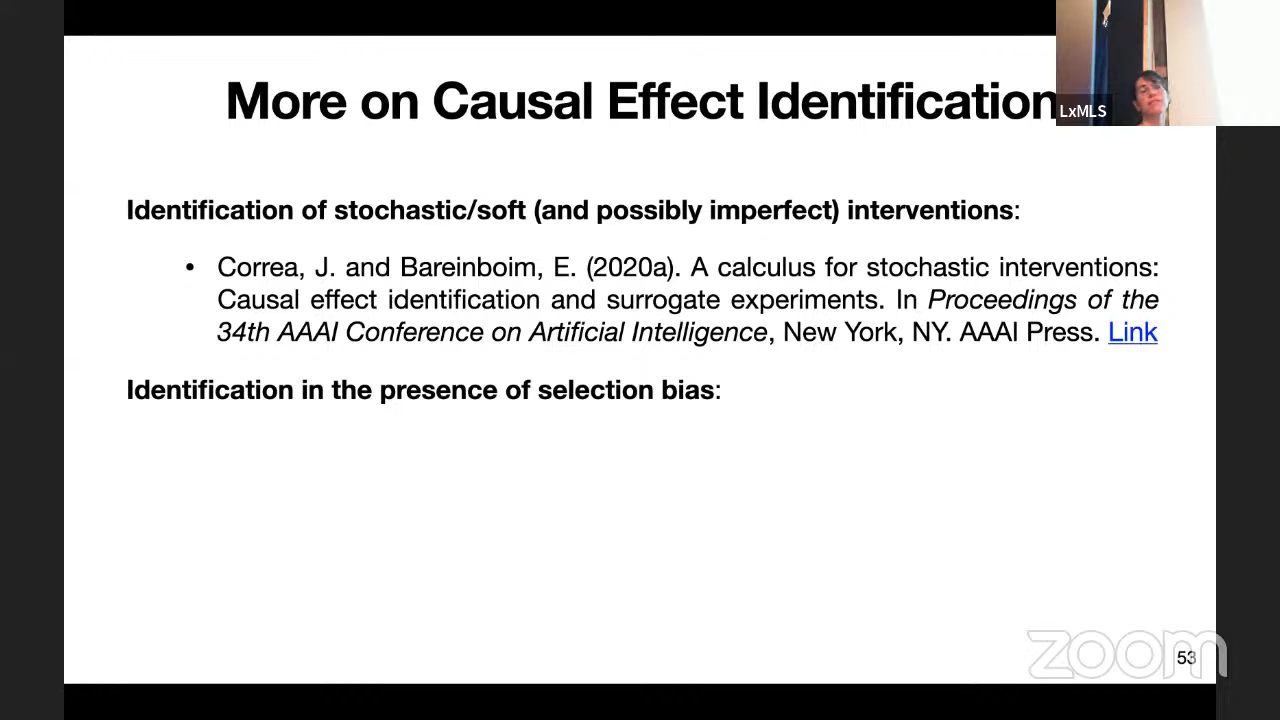 More on Causal Effect Identification
LxMLS
Identification of stochastic/soft (and possibly imperfect) interventions:
• Correa, J. and Bareinboim, E. (2020a). A calculus for stochastic interventions:
Causal effect identification and surrogate experiments. In Proceedings of the
34th AAAI Conference on Artificial Intelligence, New York, NY. AAAI Press. Link
Identification in the presence of selection bias:
zoom
53